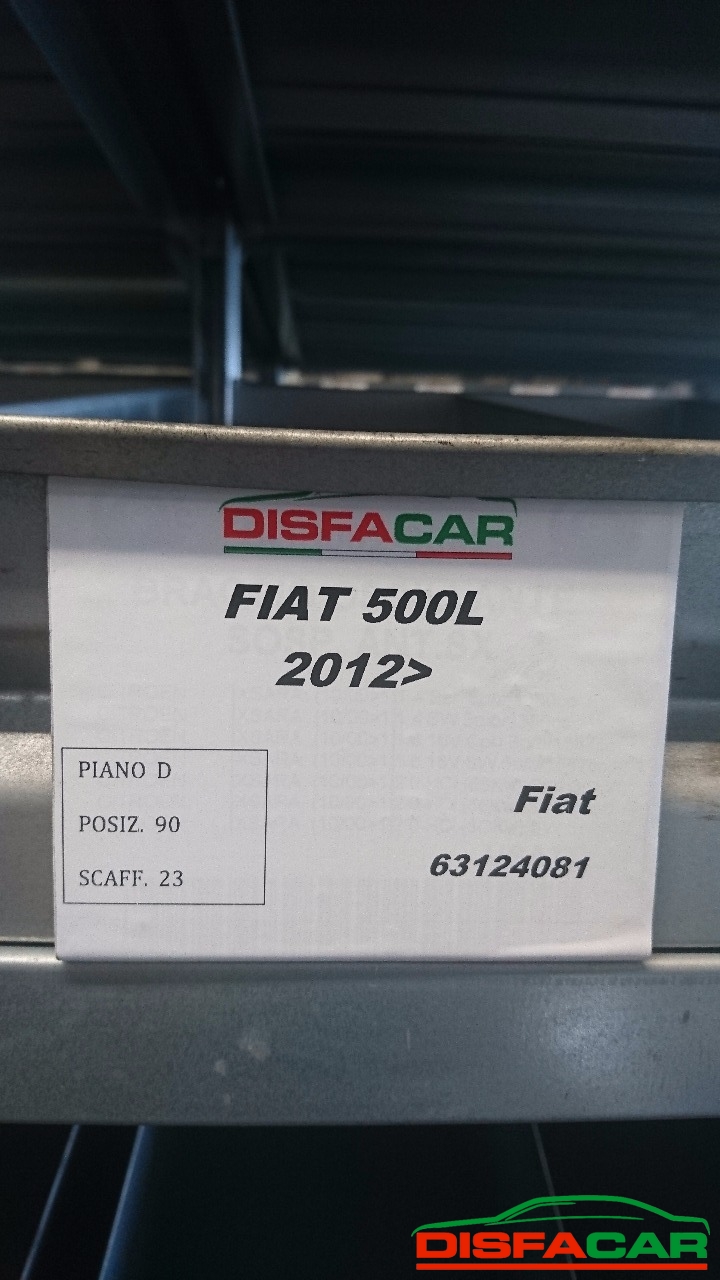 DISFACAR
FIAT 500L
2012>
PIANO D
POSIZ. 90
SCAFF. 23
Fiat
63124081
DISFACAR